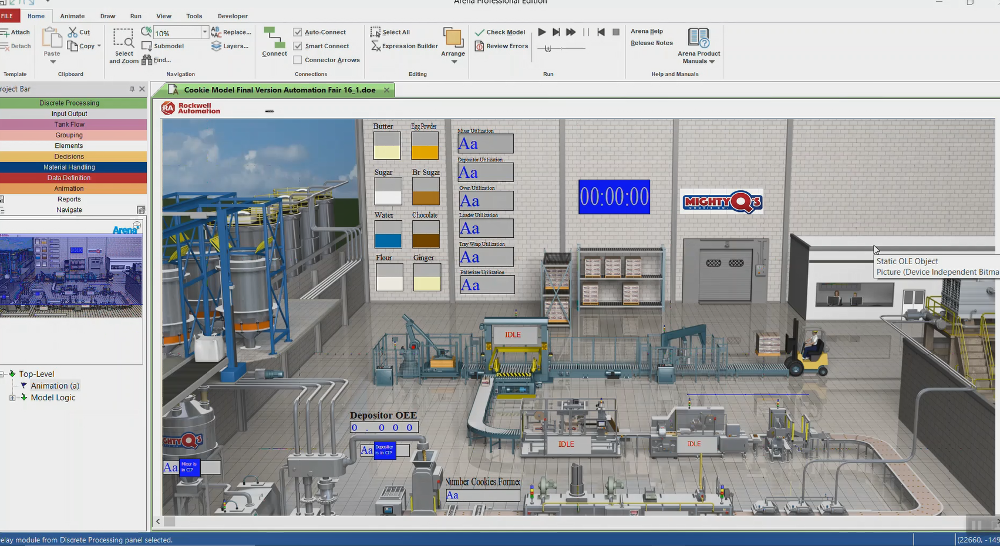 Arena Professional Edition
FILE
Home
Animate
Draw
Run
View
Tools
Developer
Attach
Detach
Template
Paste
Cut
Copy
Clipboard
Select
and Zoom
10%
Submodel
Find...
Replace...
Layers...
Navigation
Connect
Auto-Connect
Smart Connect
Connector Arrows
Connections
Select All
Expression Builder
Arrange
Editing
Check Model
Review Errors
Run
Arena Help
Release Notes
Arena Product
Manuals
Help and Manuals
roject Bar
Discrete Processing
Input Output
Tank Flow
Grouping
Elements
Decisions
Material Handling
Data Definition
Animation
Reports
Navigate
Arena
Top-Level
Animation (a)
Model Logic
Cookie Model Final Version Automation Fair 16_1.doe
RA
Rockwell
Automation
Butter
Egg Powder
Sugar
Br Sugar
Water
Chocolate
Flour
Ginger
Mixer Utilization
Aa
Depositor Utilization
Aa
Oven Utilization
Aa
Loader Utilization
Aa
Tray Wrap Utilization
Aa
Palletizer Utilization
Aa
00:00:00
MIGHTY Q'S
COOKIE CO.
Static OLE Object
Picture (Device Independent Bitma
IDLE
Depositor OEE
0 . 0 0 0
Aa
Depositer
is in CIP
IDLE
IDLE
IGHTY Q'S
Aa
Mixer is
in CIP
Number Cookies Formed
Aa
elay module from Discrete Processing panel selected.
(22660, -149